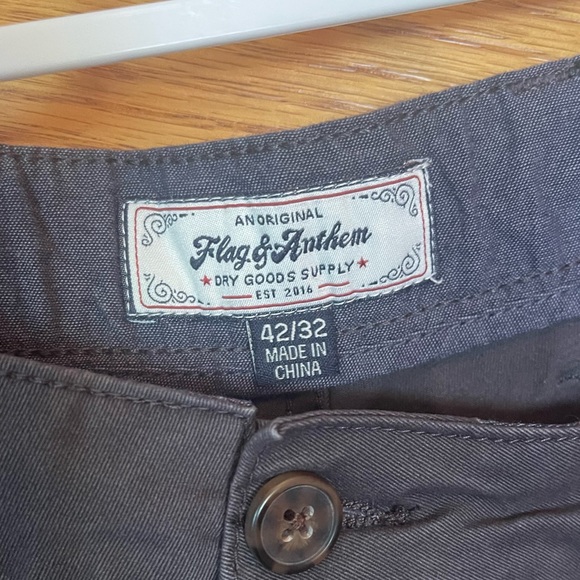 AN ORIGINAL
Flag & Anthem
DRY GOODS SUPPLY
EST 2016
42/32
MADE IN
CHINA